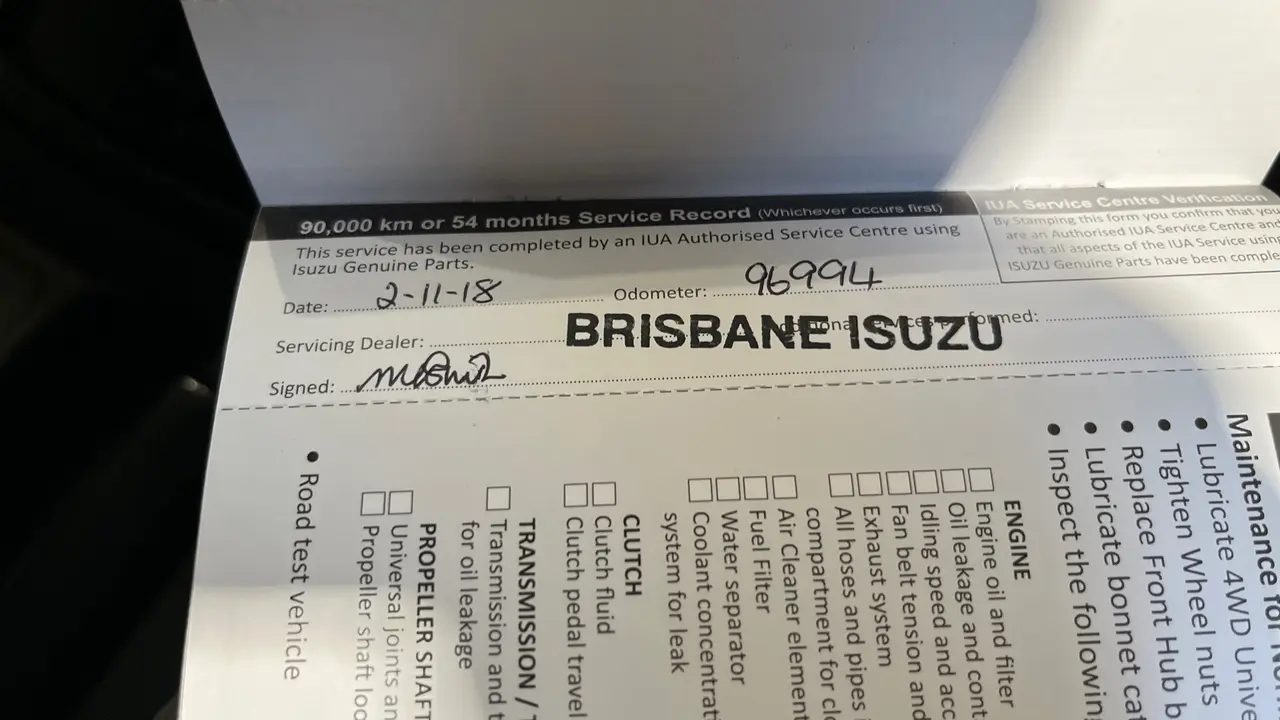 90,000 km or 54 months Service Record (Whichever occurs first)
This service has been completed by an IUA Authorised Service Centre using
Isuzu Genuine Parts.
Date: 2-11-18 Odometer: 96994
Servicing Dealer: BRISBANE ISUZU
Signed:
IUA Service Centre Verification
By Stamping this form you confirm that you
are an Authorised IUA Service Centre and
that all aspects of the IUA Service using
ISUZU Genuine Parts have been comple
Maintenance for
• Lubricate 4WD Unive
• Tighten Wheel nuts
• Replace Front Hub b
• Lubricate bonnet cat
• Inspect the followin
ENGINE
Engine oil and filter
Oil leakage and cont
Idling speed and acc
Fan belt tension and
Exhaust system
All hoses and pipes i
compartment for cl
Air Cleaner element
Fuel Filter
Water separator
Coolant concentrat
system for leak
CLUTCH
Clutch fluid
Clutch pedal travel
TRANSMISSION / T
Transmission and t
for oil leakage
PROPELLER SHAFT
Universal joints an
Propeller shaft loo
• Road test vehicle